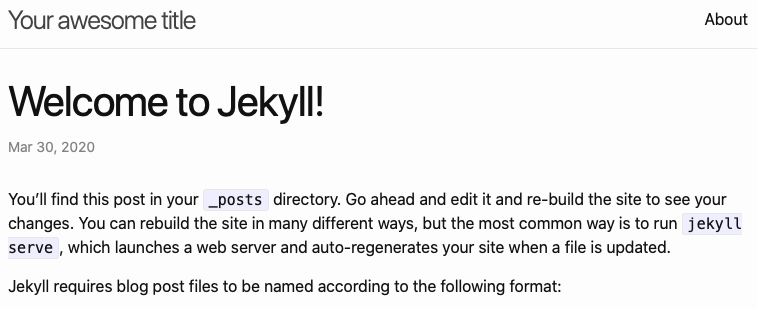 Your awesome title
About
Welcome to Jekyll!
Mar 30, 2020
You’ll find this post in your _posts directory. Go ahead and edit it and re-build the site to see your
changes. You can rebuild the site in many different ways, but the most common way is to run jekyll
serve , which launches a web server and auto-regenerates your site when a file is updated.
Jekyll requires blog post files to be named according to the following format: